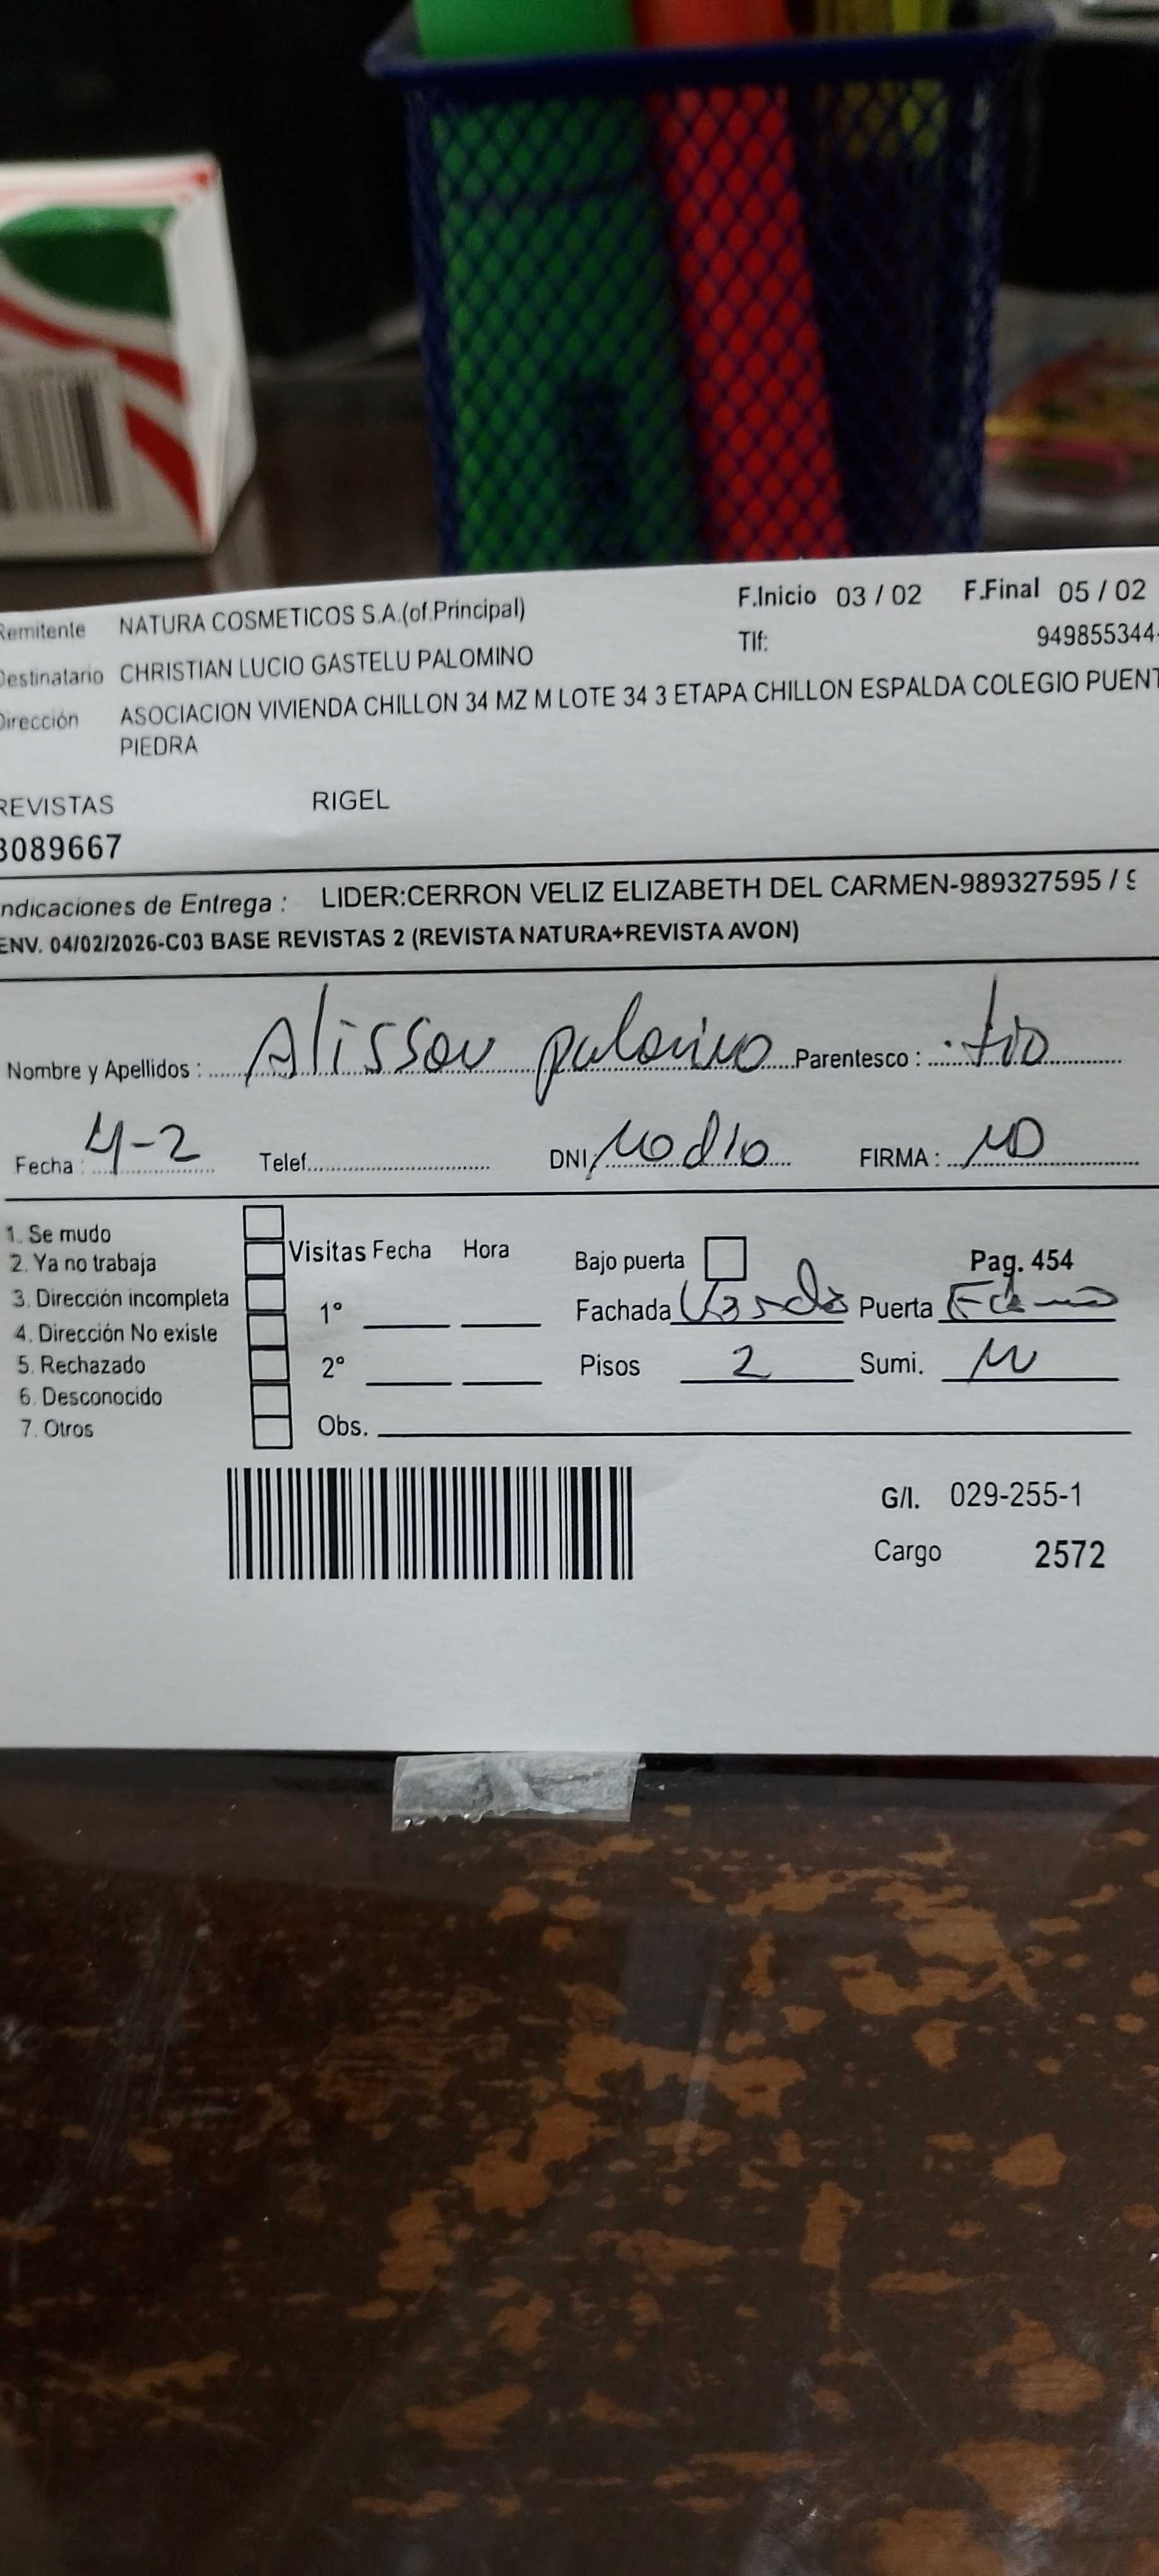 Remitente NATURA COSMETICOS S.A.(of.Principal) F.Inicio 03 / 02 F.Final 05 / 02
Tlf: 949855344-
Destinatario CHRISTIAN LUCIO GASTELU PALOMINO
Dirección ASOCIACION VIVIENDA CHILLON 34 MZ M LOTE 34 3 ETAPA CHILLON ESPALDA COLEGIO PUENT
PIEDRA
REVISTAS RIGEL
3089667
Indicaciones de Entrega : LIDER:CERRON VELIZ ELIZABETH DEL CARMEN-989327595 / 9
ENV. 04/02/2026-C03 BASE REVISTAS 2 (REVISTA NATURA+REVISTA AVON)
Nombre y Apellidos : Alisson palomino Parentesco : tio
Fecha : 4-2 Telef. DNI No dio FIRMA : ND
1. Se mudo
2. Ya no trabaja
3. Dirección incompleta
4. Dirección No existe
5. Rechazado
6. Desconocido
7. Otros
Visitas Fecha Hora
1°
2°
Obs.
Bajo puerta Pag. 454
Fachada Puerta
Pisos 2 Sumi.
G/I. 029-255-1
Cargo 2572